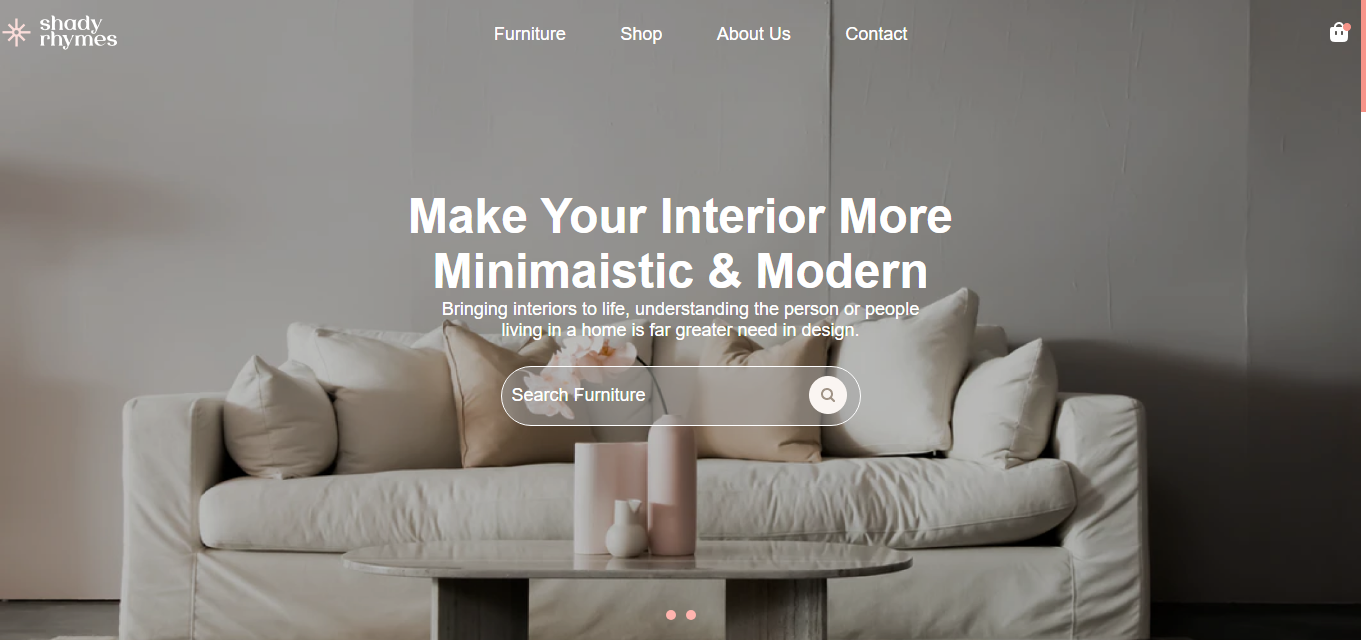 shady
rhymes
Furniture Shop About Us Contact
Make Your Interior More
Minimaistic & Modern
Bringing interiors to life, understanding the person or people
living in a home is far greater need in design.
Search Furniture